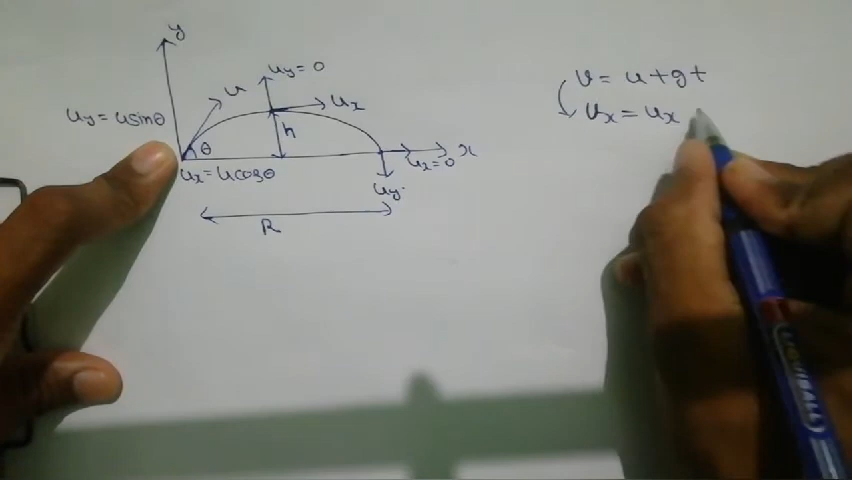 y
uy = 0
u
ux
uy = usinθ
h
θ
x
ux = 0
ux = ucosθ
uy
R
v = u + gt
vx = ux